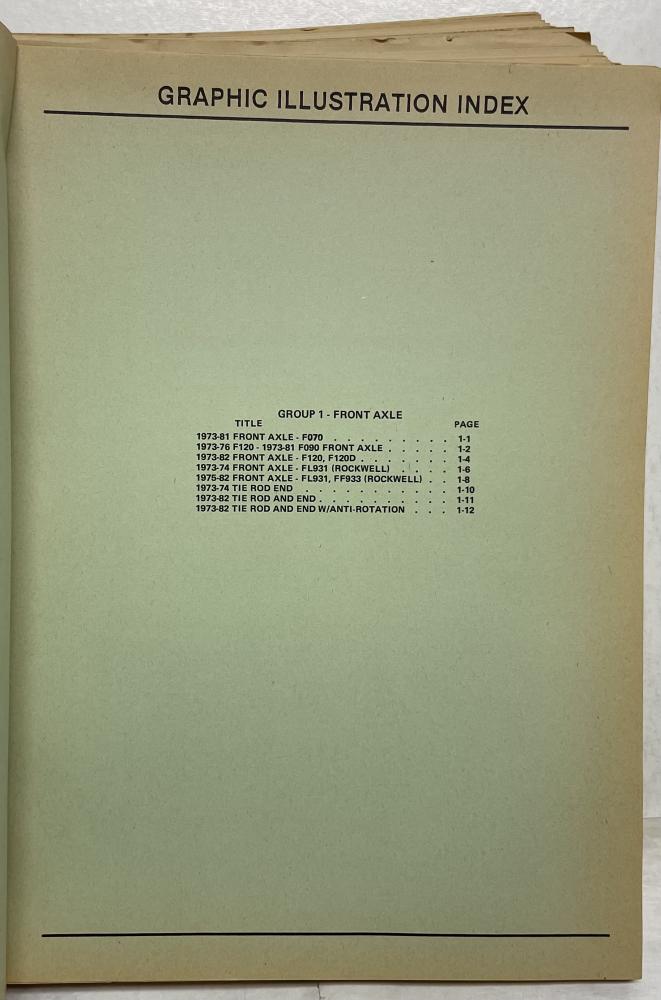 GRAPHIC ILLUSTRATION INDEX
GROUP 1 - FRONT AXLE
TITLE PAGE
1973-81 FRONT AXLE - F070 . . . . . . . . . 1-1
1973-76 F120 - 1973-81 F090 FRONT AXLE . . . . . 1-2
1973-82 FRONT AXLE - F120, F120D . . . . . . . 1-4
1973-74 FRONT AXLE - FL931 (ROCKWELL) . . . . 1-6
1975-82 FRONT AXLE - FL931, FF933 (ROCKWELL) . . 1-8
1973-74 TIE ROD END . . . . . . . . . . . 1-10
1973-82 TIE ROD AND END . . . . . . . . . . 1-11
1973-82 TIE ROD AND END W/ANTI-ROTATION . . . 1-12